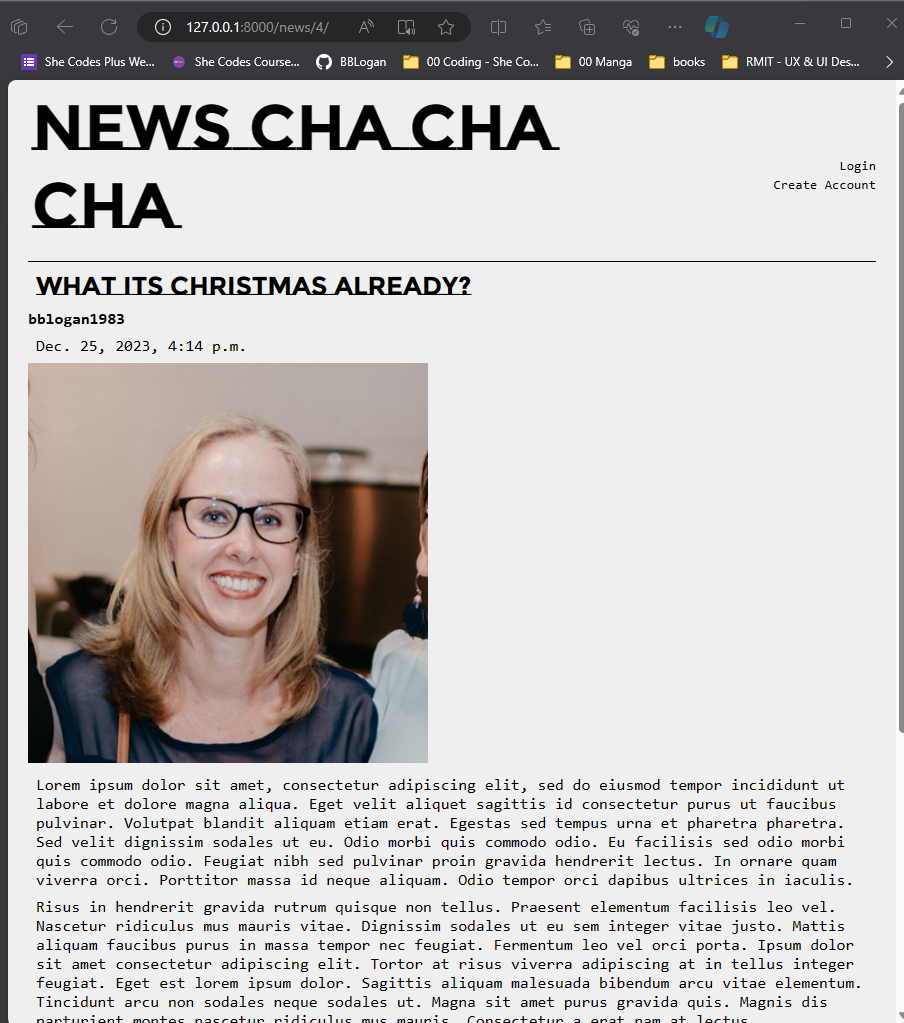 127.0.0.1:8000/news/4/
She Codes Plus We...
She Codes Course...
BBLogan
00 Coding - She Co...
00 Manga
books
RMIT - UX & UI Des...
NEWS CHA CHA
CHA
Login
Create Account
WHAT ITS CHRISTMAS ALREADY?
bblogan1983
Dec. 25, 2023, 4:14 p.m.
Lorem ipsum dolor sit amet, consectetur adipiscing elit, sed do eiusmod tempor incididunt ut
labore et dolore magna aliqua. Eget velit aliquet sagittis id consectetur purus ut faucibus
pulvinar. Volutpat blandit aliquam etiam erat. Egestas sed tempus urna et pharetra pharetra.
Sed velit dignissim sodales ut eu. Odio morbi quis commodo odio. Eu facilisis sed odio morbi
quis commodo odio. Feugiat nibh sed pulvinar proin gravida hendrerit lectus. In ornare quam
viverra orci. Porttitor massa id neque aliquam. Odio tempor orci dapibus ultrices in iaculis.
Risus in hendrerit gravida rutrum quisque non tellus. Praesent elementum facilisis leo vel.
Nascetur ridiculus mus mauris vitae. Dignissim sodales ut eu sem integer vitae justo. Mattis
aliquam faucibus purus in massa tempor nec feugiat. Fermentum leo vel orci porta. Ipsum dolor
sit amet consectetur adipiscing elit. Tortor at risus viverra adipiscing at in tellus integer
feugiat. Eget est lorem ipsum dolor. Sagittis aliquam malesuada bibendum arcu vitae elementum.
Tincidunt arcu non sodales neque sodales ut. Magna sit amet purus gravida quis. Magnis dis
parturient montes nascetur ridiculus mus mauris. Consectetur a erat nam at lectus